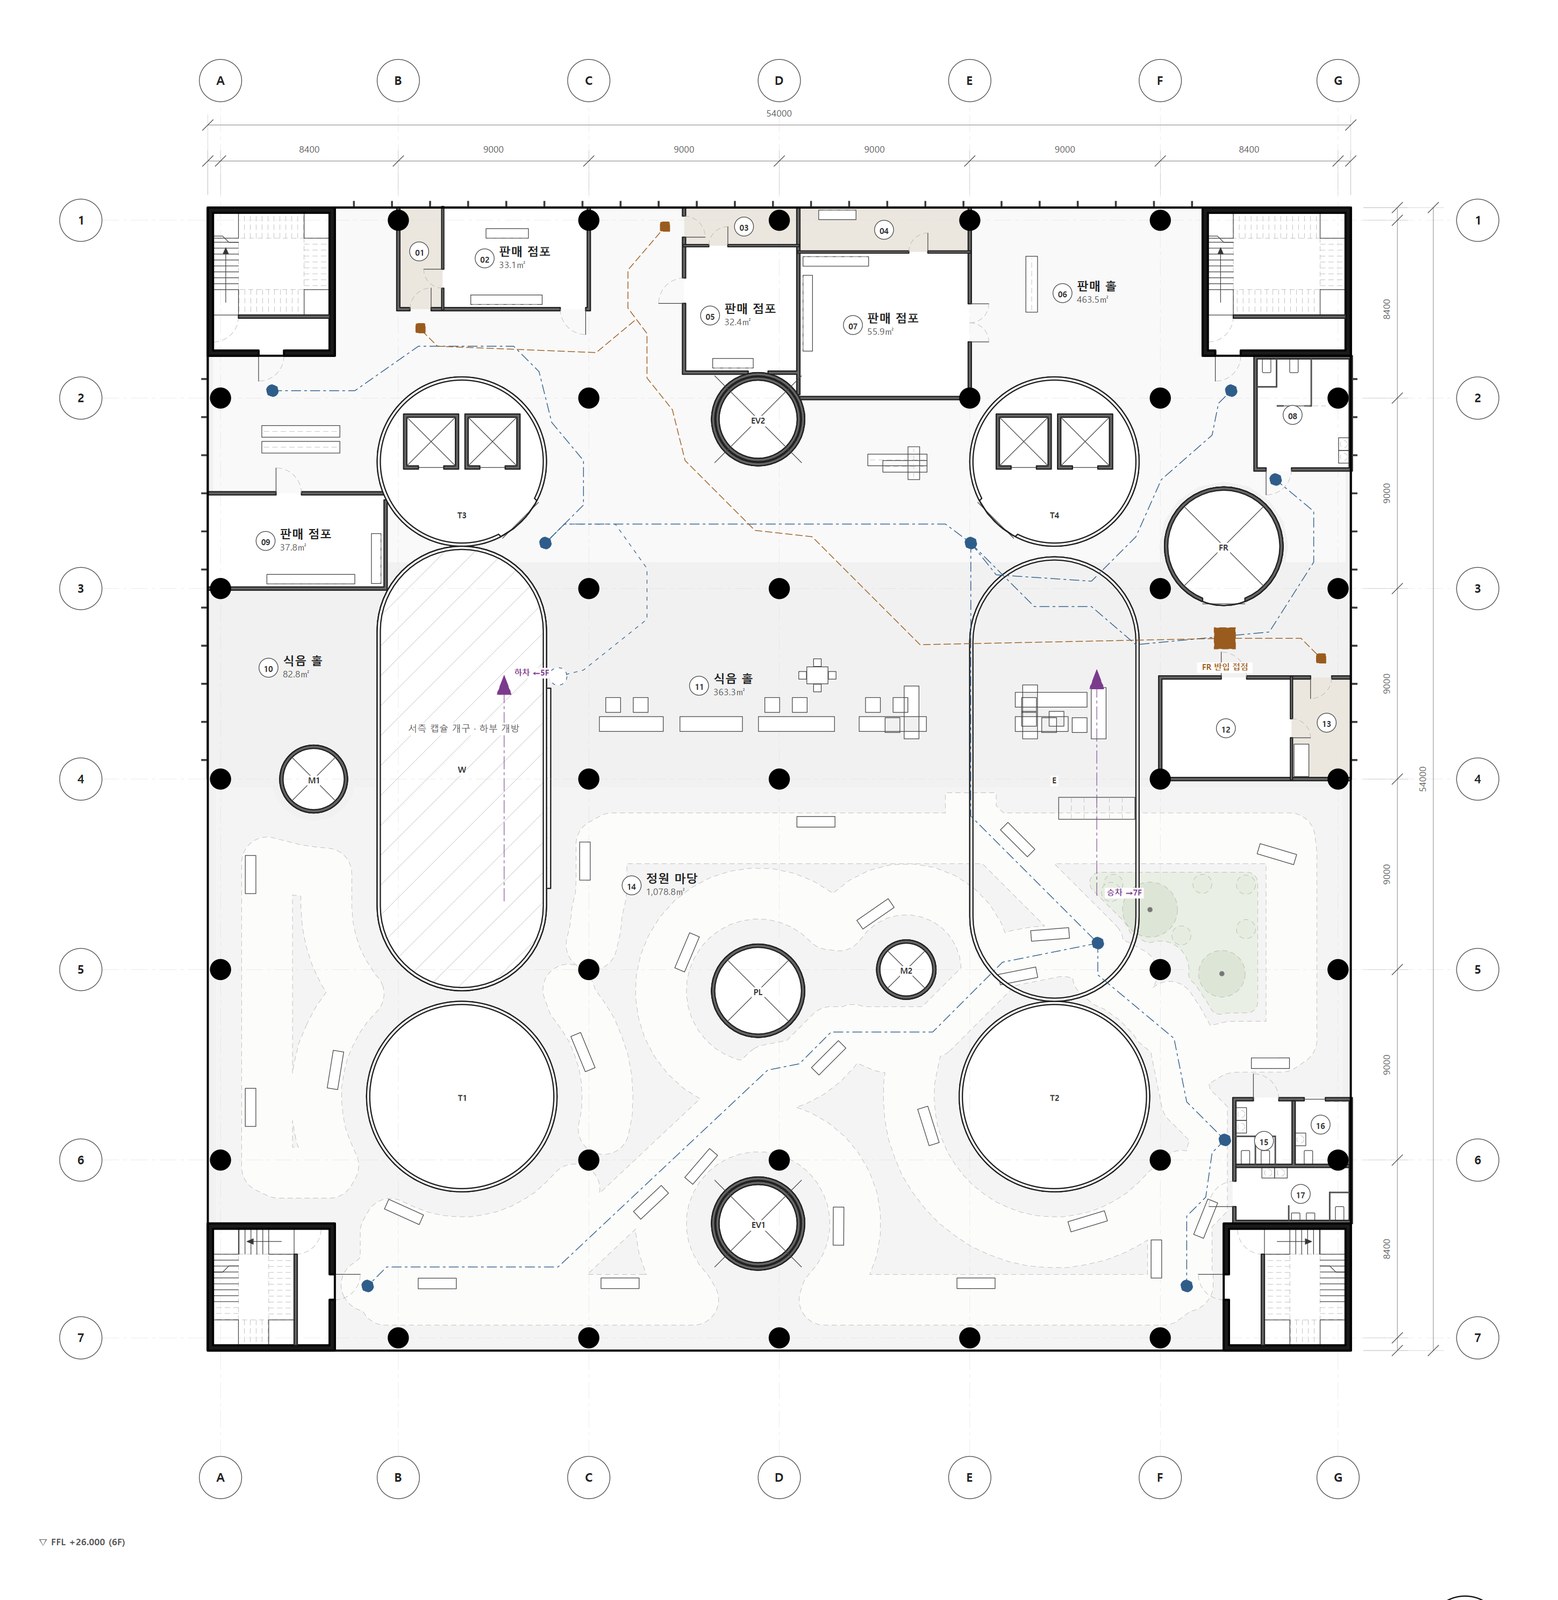 A B C D E F G
54000
8400 9000 9000 9000 9000 8400
1 1
01
02 판매 점포
33.1㎡
03
04
05 판매 점포
32.4㎡
06 판매 홀
463.5㎡
07 판매 점포
55.9㎡
8400
2 2
EV2
08
9000
T3
T4
09 판매 점포
37.8㎡
FR
3 3
FR 반입 접점
10 식음 홀
82.8㎡
하차 ←5F
11 식음 홀
363.3㎡
9000
12
13
서측 캡슐 개구 · 하부 개방
W
M1
E
4 4
54000
14 정원 마당
1,078.8㎡
승차 →7F
9000
5 5
M2
PL
9000
T1
T2
15
16
6 6
17
EV1
8400
7 7
A B C D E F G
▽ FFL +26.000 (6F)